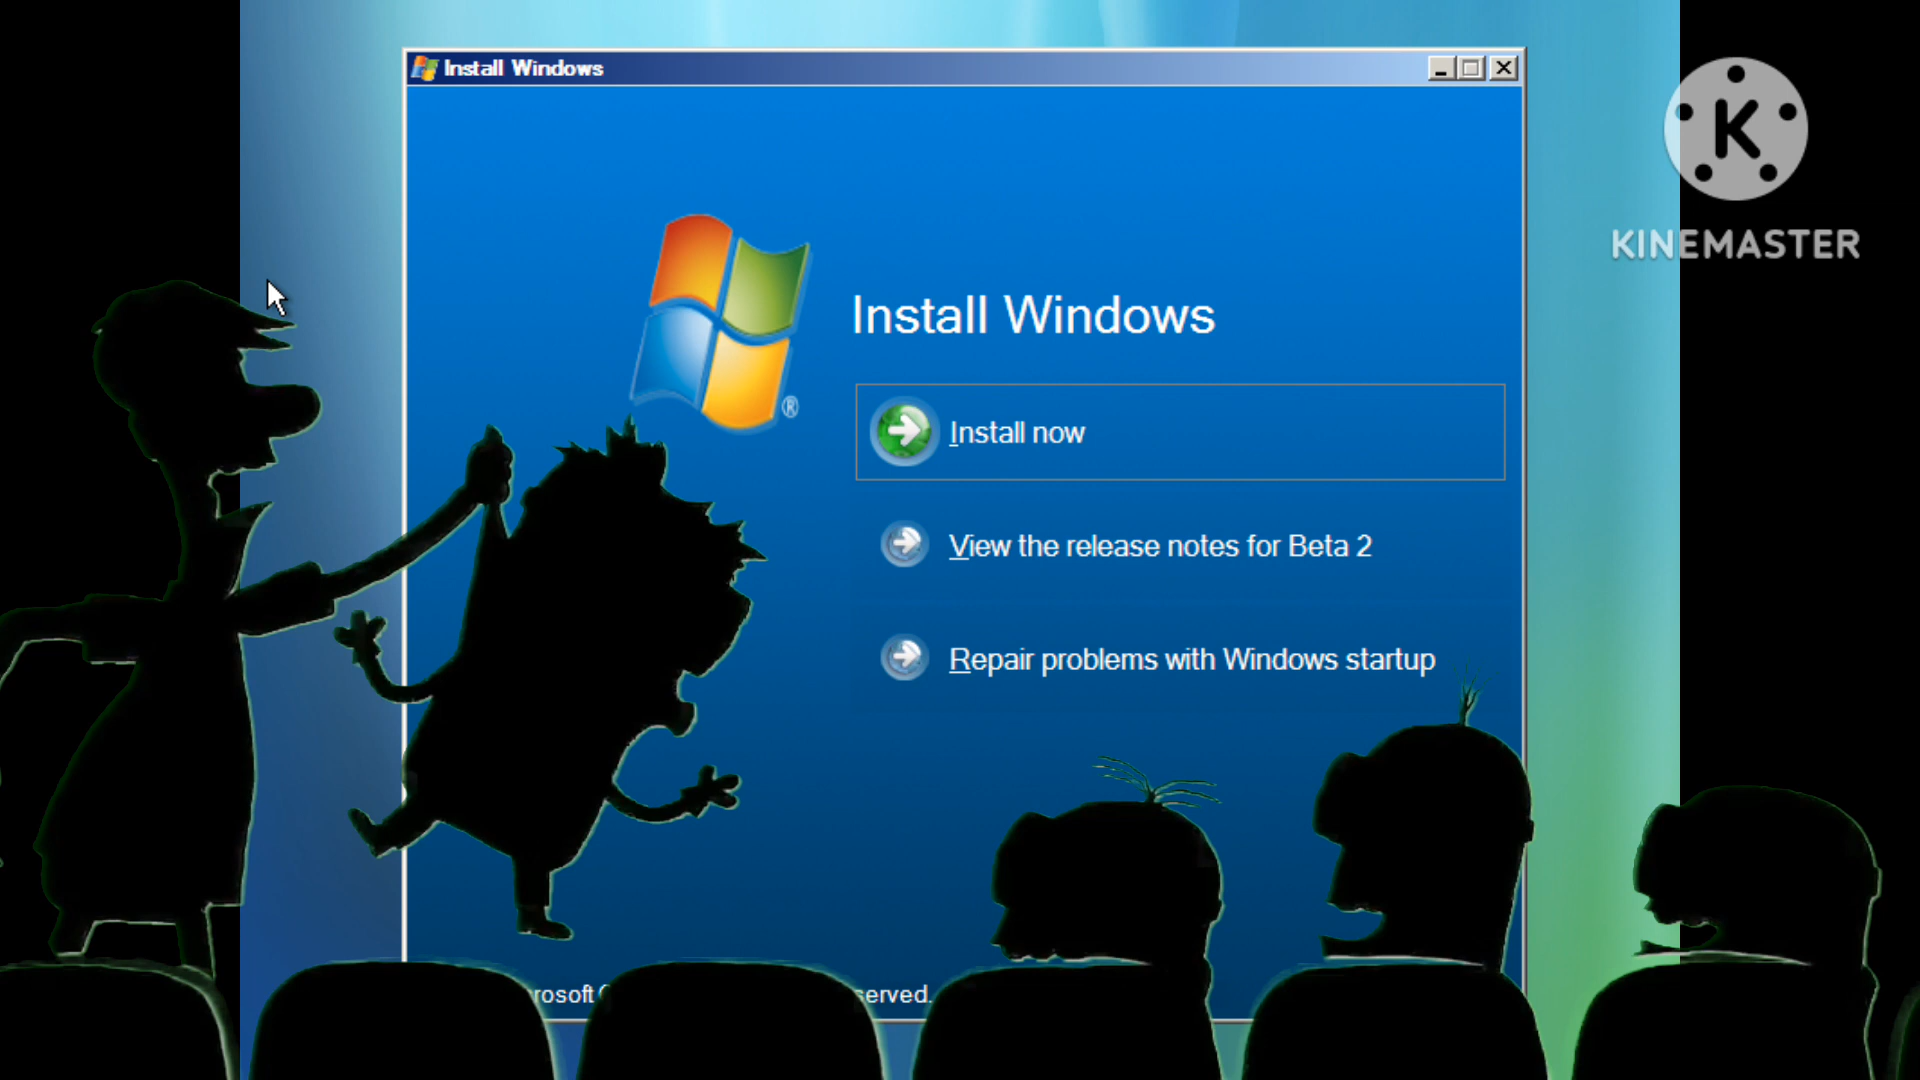 Install Windows
K
KINEMASTER
®
Install Windows
Install now
View the release notes for Beta 2
Repair problems with Windows startup
rosoft
served.